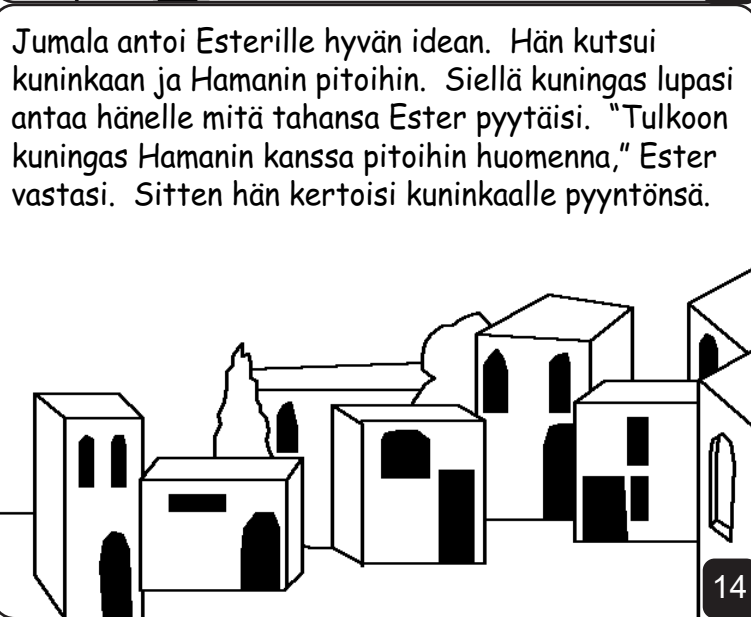 Jumala antoi Esterille hyvän idean.  Hän kutsui
kuninkaan ja Hamanin pitoihin.  Siellä kuningas lupasi
antaa hänelle mitä tahansa Ester pyytäisi.  “Tulkoon
kuningas Hamanin kanssa pitoihin huomenna,” Ester
vastasi.  Sitten hän kertoisi kuninkaalle pyyntönsä.
14